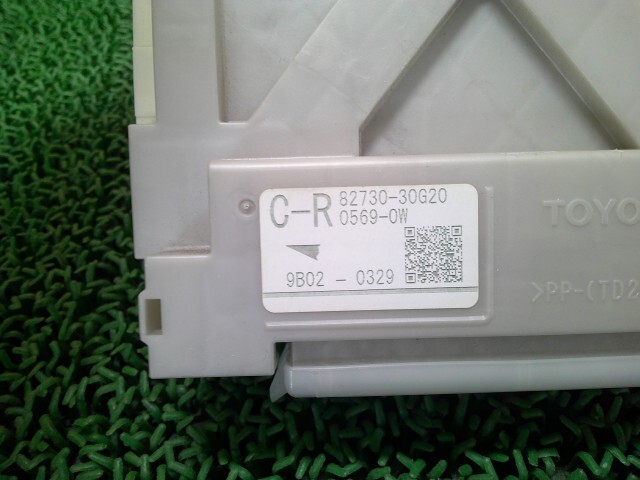 C-R 82730-30G20
0569-0W
9B02 - 0329
TOYO
>PP-(TD2